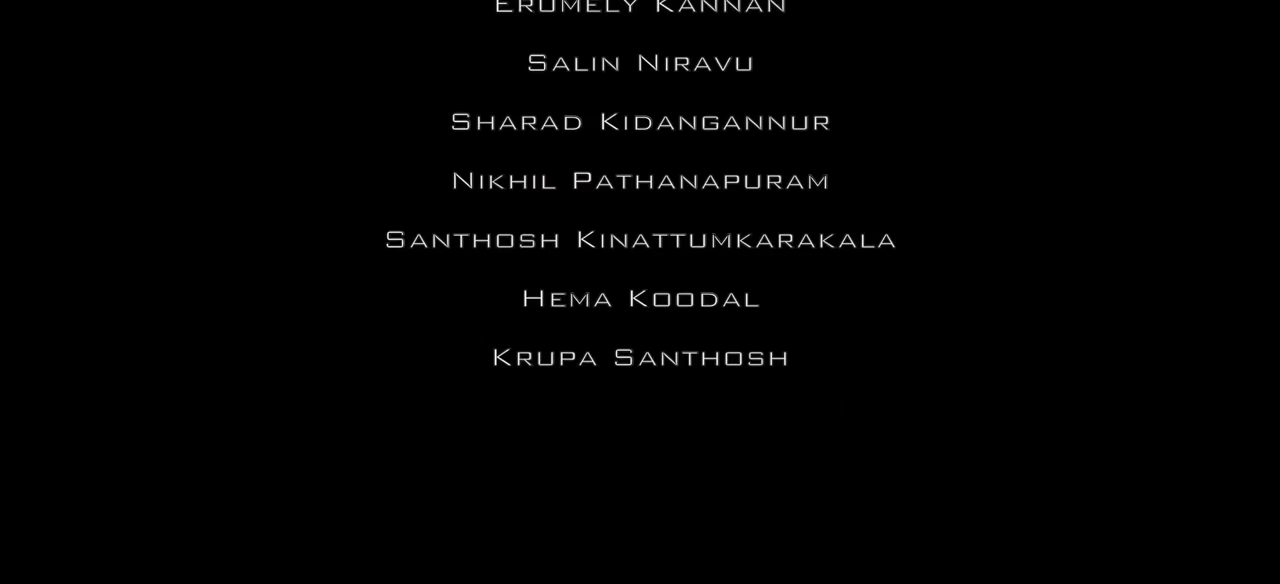 Erumely Kannan
Salin Niravu
Sharad Kidangannur
Nikhil Pathanapuram
Santhosh Kinattumkarakala
Hema Koodal
Krupa Santhosh